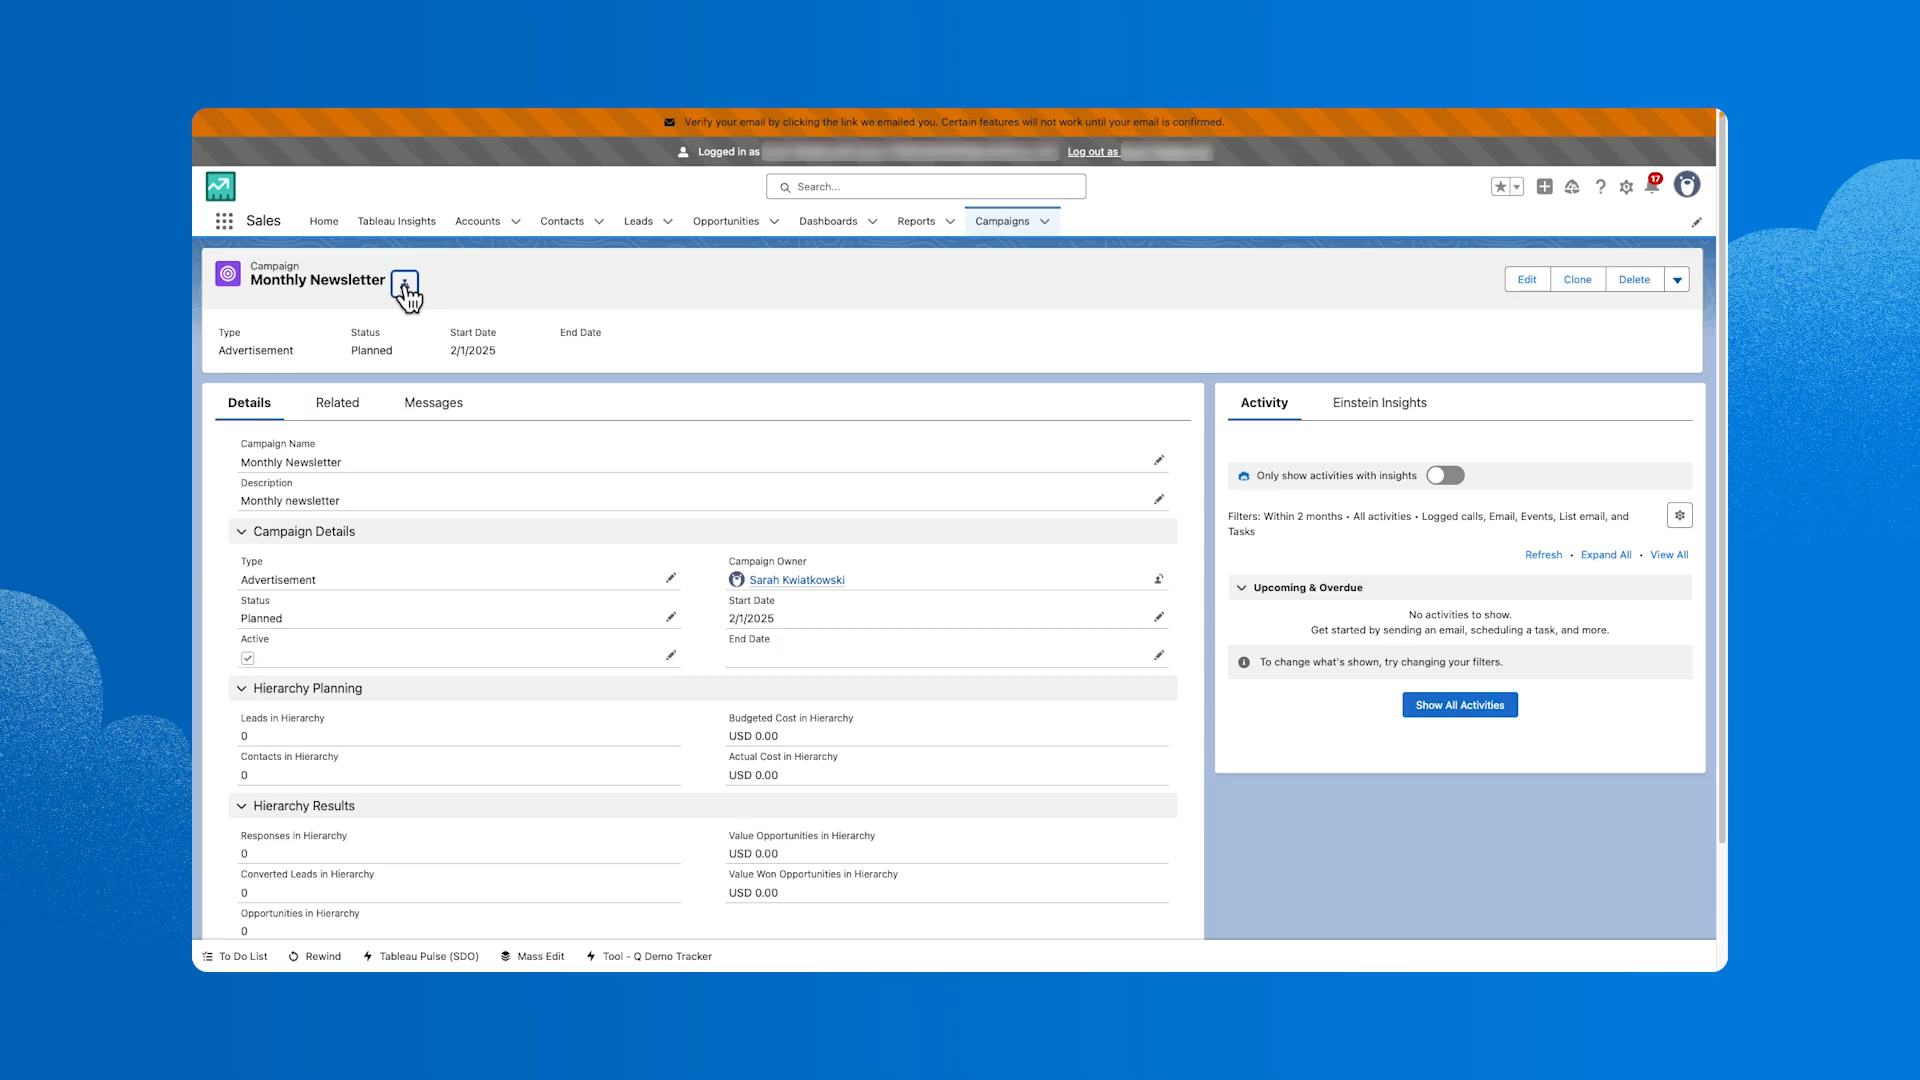 Verify your email by clicking the link we emailed you. Certain features will not work until your email is confirmed.
Logged in as
Log out as
Search...
17
Sales Home Tableau Insights Accounts Contacts Leads Opportunities Dashboards Reports Campaigns
Campaign
Monthly Newsletter
Edit Clone Delete
Type Status Start Date End Date
Advertisement Planned 2/1/2025
Details Related Messages
Campaign Name
Monthly Newsletter
Description
Monthly newsletter
Campaign Details
Type Campaign Owner
Advertisement Sarah Kwiatkowski
Status Start Date
Planned 2/1/2025
Active End Date
Hierarchy Planning
Leads in Hierarchy Budgeted Cost in Hierarchy
0 USD 0.00
Contacts in Hierarchy Actual Cost in Hierarchy
0 USD 0.00
Hierarchy Results
Responses in Hierarchy Value Opportunities in Hierarchy
0 USD 0.00
Converted Leads in Hierarchy Value Won Opportunities in Hierarchy
0 USD 0.00
Opportunities in Hierarchy
0
Activity Einstein Insights
Only show activities with insights
Filters: Within 2 months • All activities • Logged calls, Email, Events, List email, and
Tasks
Refresh • Expand All • View All
Upcoming & Overdue
No activities to show.
Get started by sending an email, scheduling a task, and more.
To change what's shown, try changing your filters.
Show All Activities
To Do List Rewind Tableau Pulse (SDO) Mass Edit Tool - Q Demo Tracker